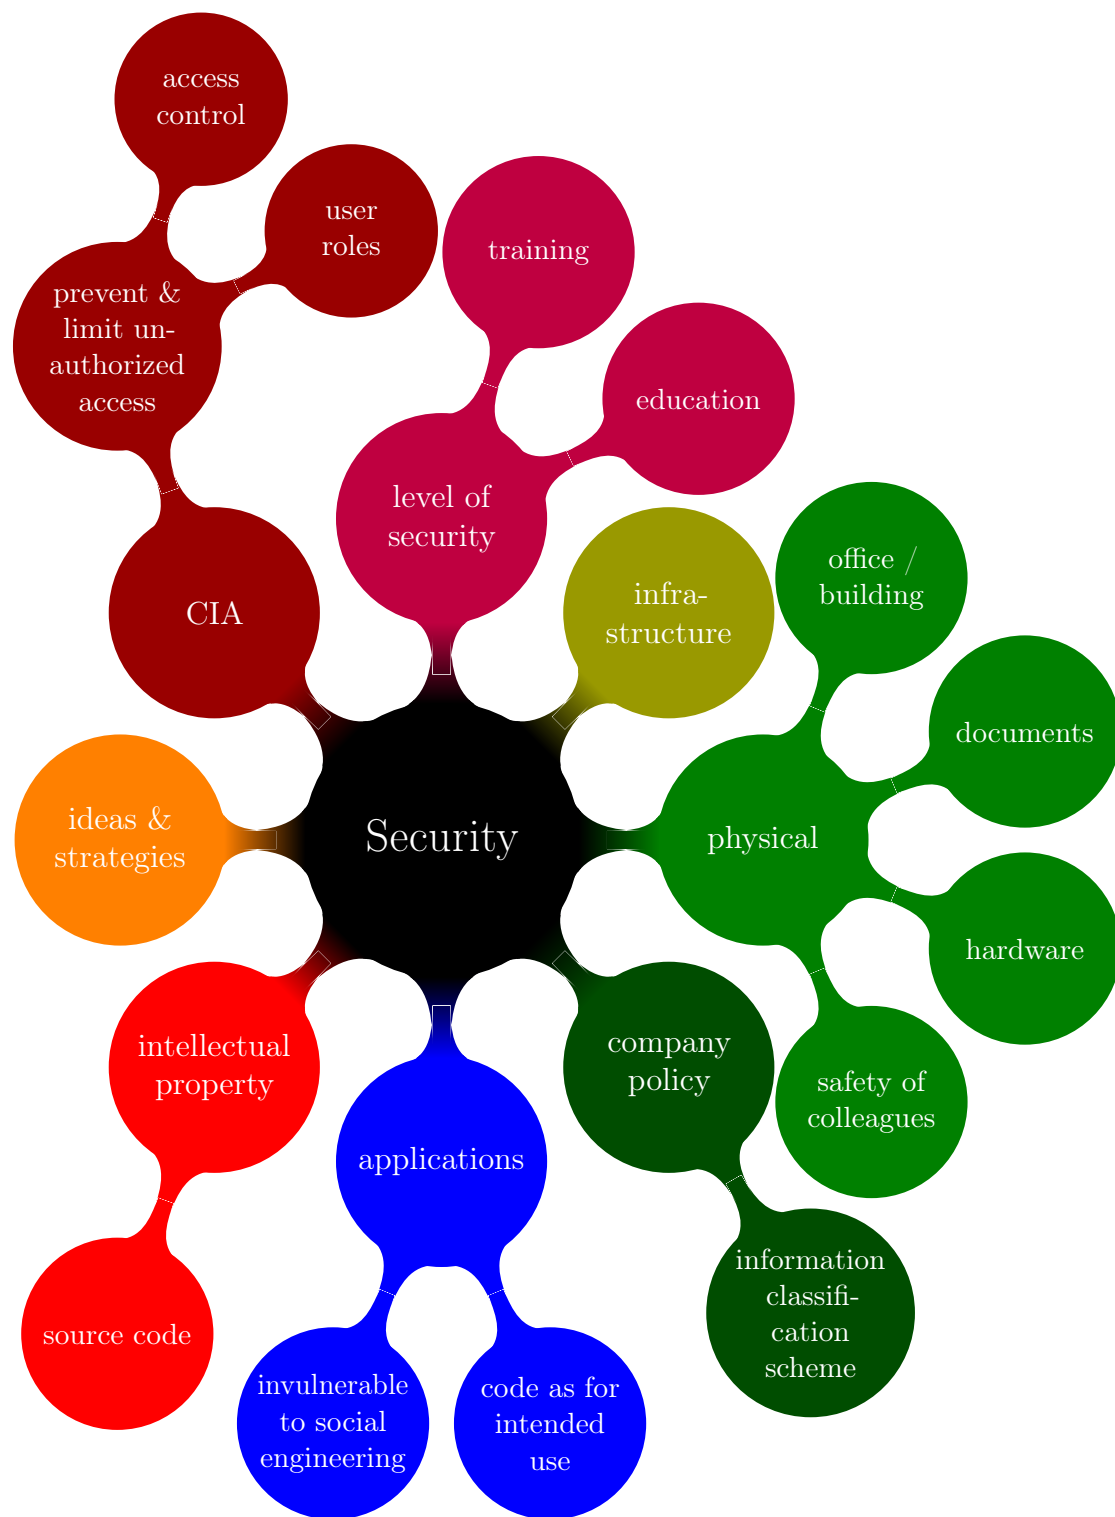 access
control
user
roles
prevent &
limit un-
authorized
access
training
education
level of
security
CIA
infra-
structure
office /
building
documents
ideas &
strategies
Security
physical
hardware
intellectual
property
company
policy
safety of
colleagues
applications
information
classifi-
cation
scheme
source code
invulnerable
to social
engineering
code as for
intended
use